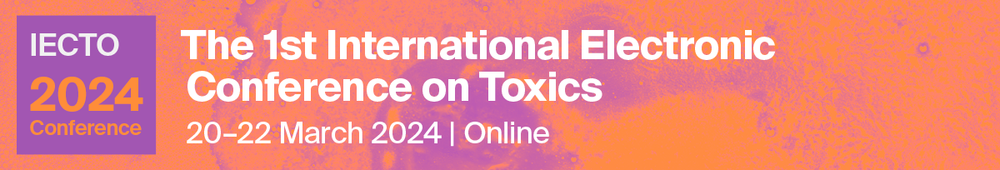 IECTO
2024
Conference
The 1st International Electronic
Conference on Toxics
20–22 March 2024 | Online